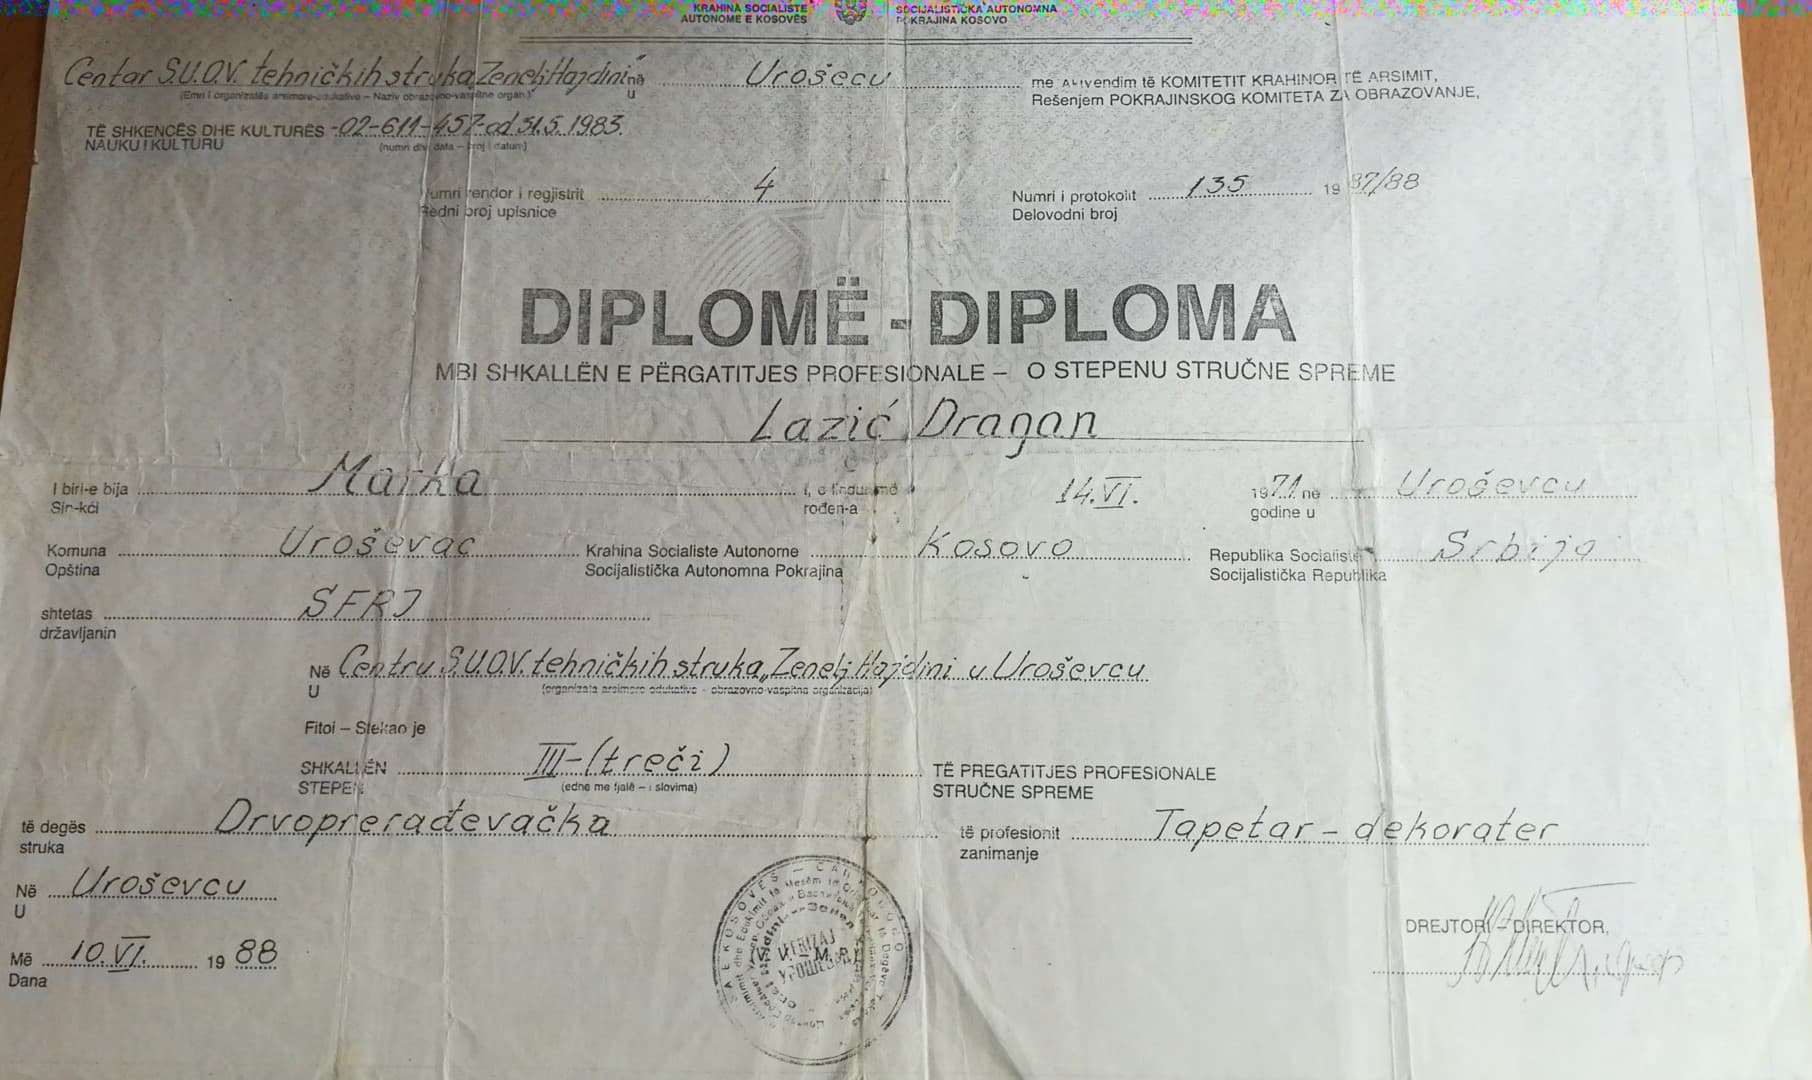 KRAHINA SOCIALISTE SOCIJALISTIČKA AUTONOMNA
AUTONOME E KOSOVËS POKRAJINA KOSOVO
Centar S.U.O.V. tehničkih struka Zenelj Hajdini në Uroševcu me Aktvendim të KOMITETIT KRAHINOR TË ARSIMIT,
(Emri i organizatës arsimore-edukative – Naziv obrazovno-vaspitne organ.) u Rešenjem POKRAJINSKOG KOMITETA ZA OBRAZOVANJE,
TË SHKENCËS DHE KULTURËS -02-611-457-od 31.5.1983.
NAUKU I KULTURU (numri dhe data – broj i datum)
Numri rendor i regjistrit 4 Numri i protokolit 135 1987/88
Redni broj upisnice Delovodni broj
DIPLOMË - DIPLOMA
MBI SHKALLËN E PËRGATITJES PROFESIONALE – O STEPENU STRUČNE SPREME
Lazić Dragan
I biri-e bija Marka i, e lindur më 14.VI. 1971 në Uroševcu
Sin-kći rođen-a godine u
Komuna Uroševac Krahina Socialiste Autonome Kosovo Republika Socialiste Srbija
Opština Socijalistička Autonomna Pokrajina Socijalistička Republika
shtetas SFRJ
državljanin
Në Centru S.U.O.V. tehničkih struka „Zenelj Hajdini u Uroševcu
U (organizata arsimore edukative - obrazovno-vaspitna organizacija)
Fitoi – Stekao je
SHKALLËN III-(treći) TË PREGATITJES PROFESIONALE
STEPEN (edhe me fjalë – i slovima) STRUČNE SPREME
të degës Drvoprerađevačka të profesionit Tapetar - dekorater
struka zanimanje
Në Uroševcu
U
DREJTORI – DIREKTOR,
Më 10.VI. 1988
Dana
FERIZAJ
УРОШЕВАЦ